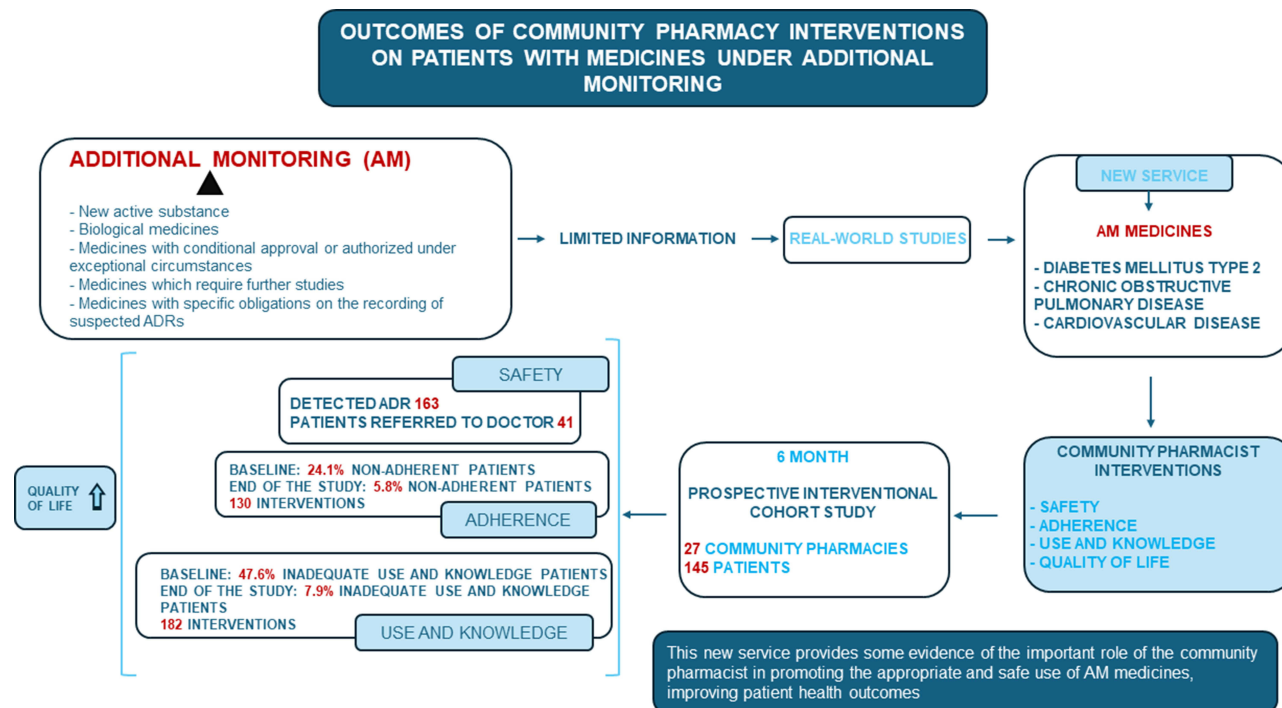 OUTCOMES OF COMMUNITY PHARMACY INTERVENTIONS
ON PATIENTS WITH MEDICINES UNDER ADDITIONAL
MONITORING
ADDITIONAL MONITORING (AM)
- New active substance
- Biological medicines
- Medicines with conditional approval or authorized under
exceptional circumstances
- Medicines which require further studies
- Medicines with specific obligations on the recording of
suspected ADRs
LIMITED INFORMATION
REAL-WORLD STUDIES
NEW SERVICE
AM MEDICINES
- DIABETES MELLITUS TYPE 2
- CHRONIC OBSTRUCTIVE
PULMONARY DISEASE
- CARDIOVASCULAR DISEASE
COMMUNITY PHARMACIST
INTERVENTIONS
- SAFETY
- ADHERENCE
- USE AND KNOWLEDGE
- QUALITY OF LIFE
6 MONTH
PROSPECTIVE INTERVENTIONAL
COHORT STUDY
27 COMMUNITY PHARMACIES
145 PATIENTS
SAFETY
DETECTED ADR 163
PATIENTS REFERRED TO DOCTOR 41
BASELINE: 24.1% NON-ADHERENT PATIENTS
END OF THE STUDY: 5.8% NON-ADHERENT PATIENTS
130 INTERVENTIONS
ADHERENCE
BASELINE: 47.6% INADEQUATE USE AND KNOWLEDGE PATIENTS
END OF THE STUDY: 7.9% INADEQUATE USE AND KNOWLEDGE
PATIENTS
182 INTERVENTIONS
USE AND KNOWLEDGE
QUALITY
OF LIFE
This new service provides some evidence of the important role of the community
pharmacist in promoting the appropriate and safe use of AM medicines,
improving patient health outcomes